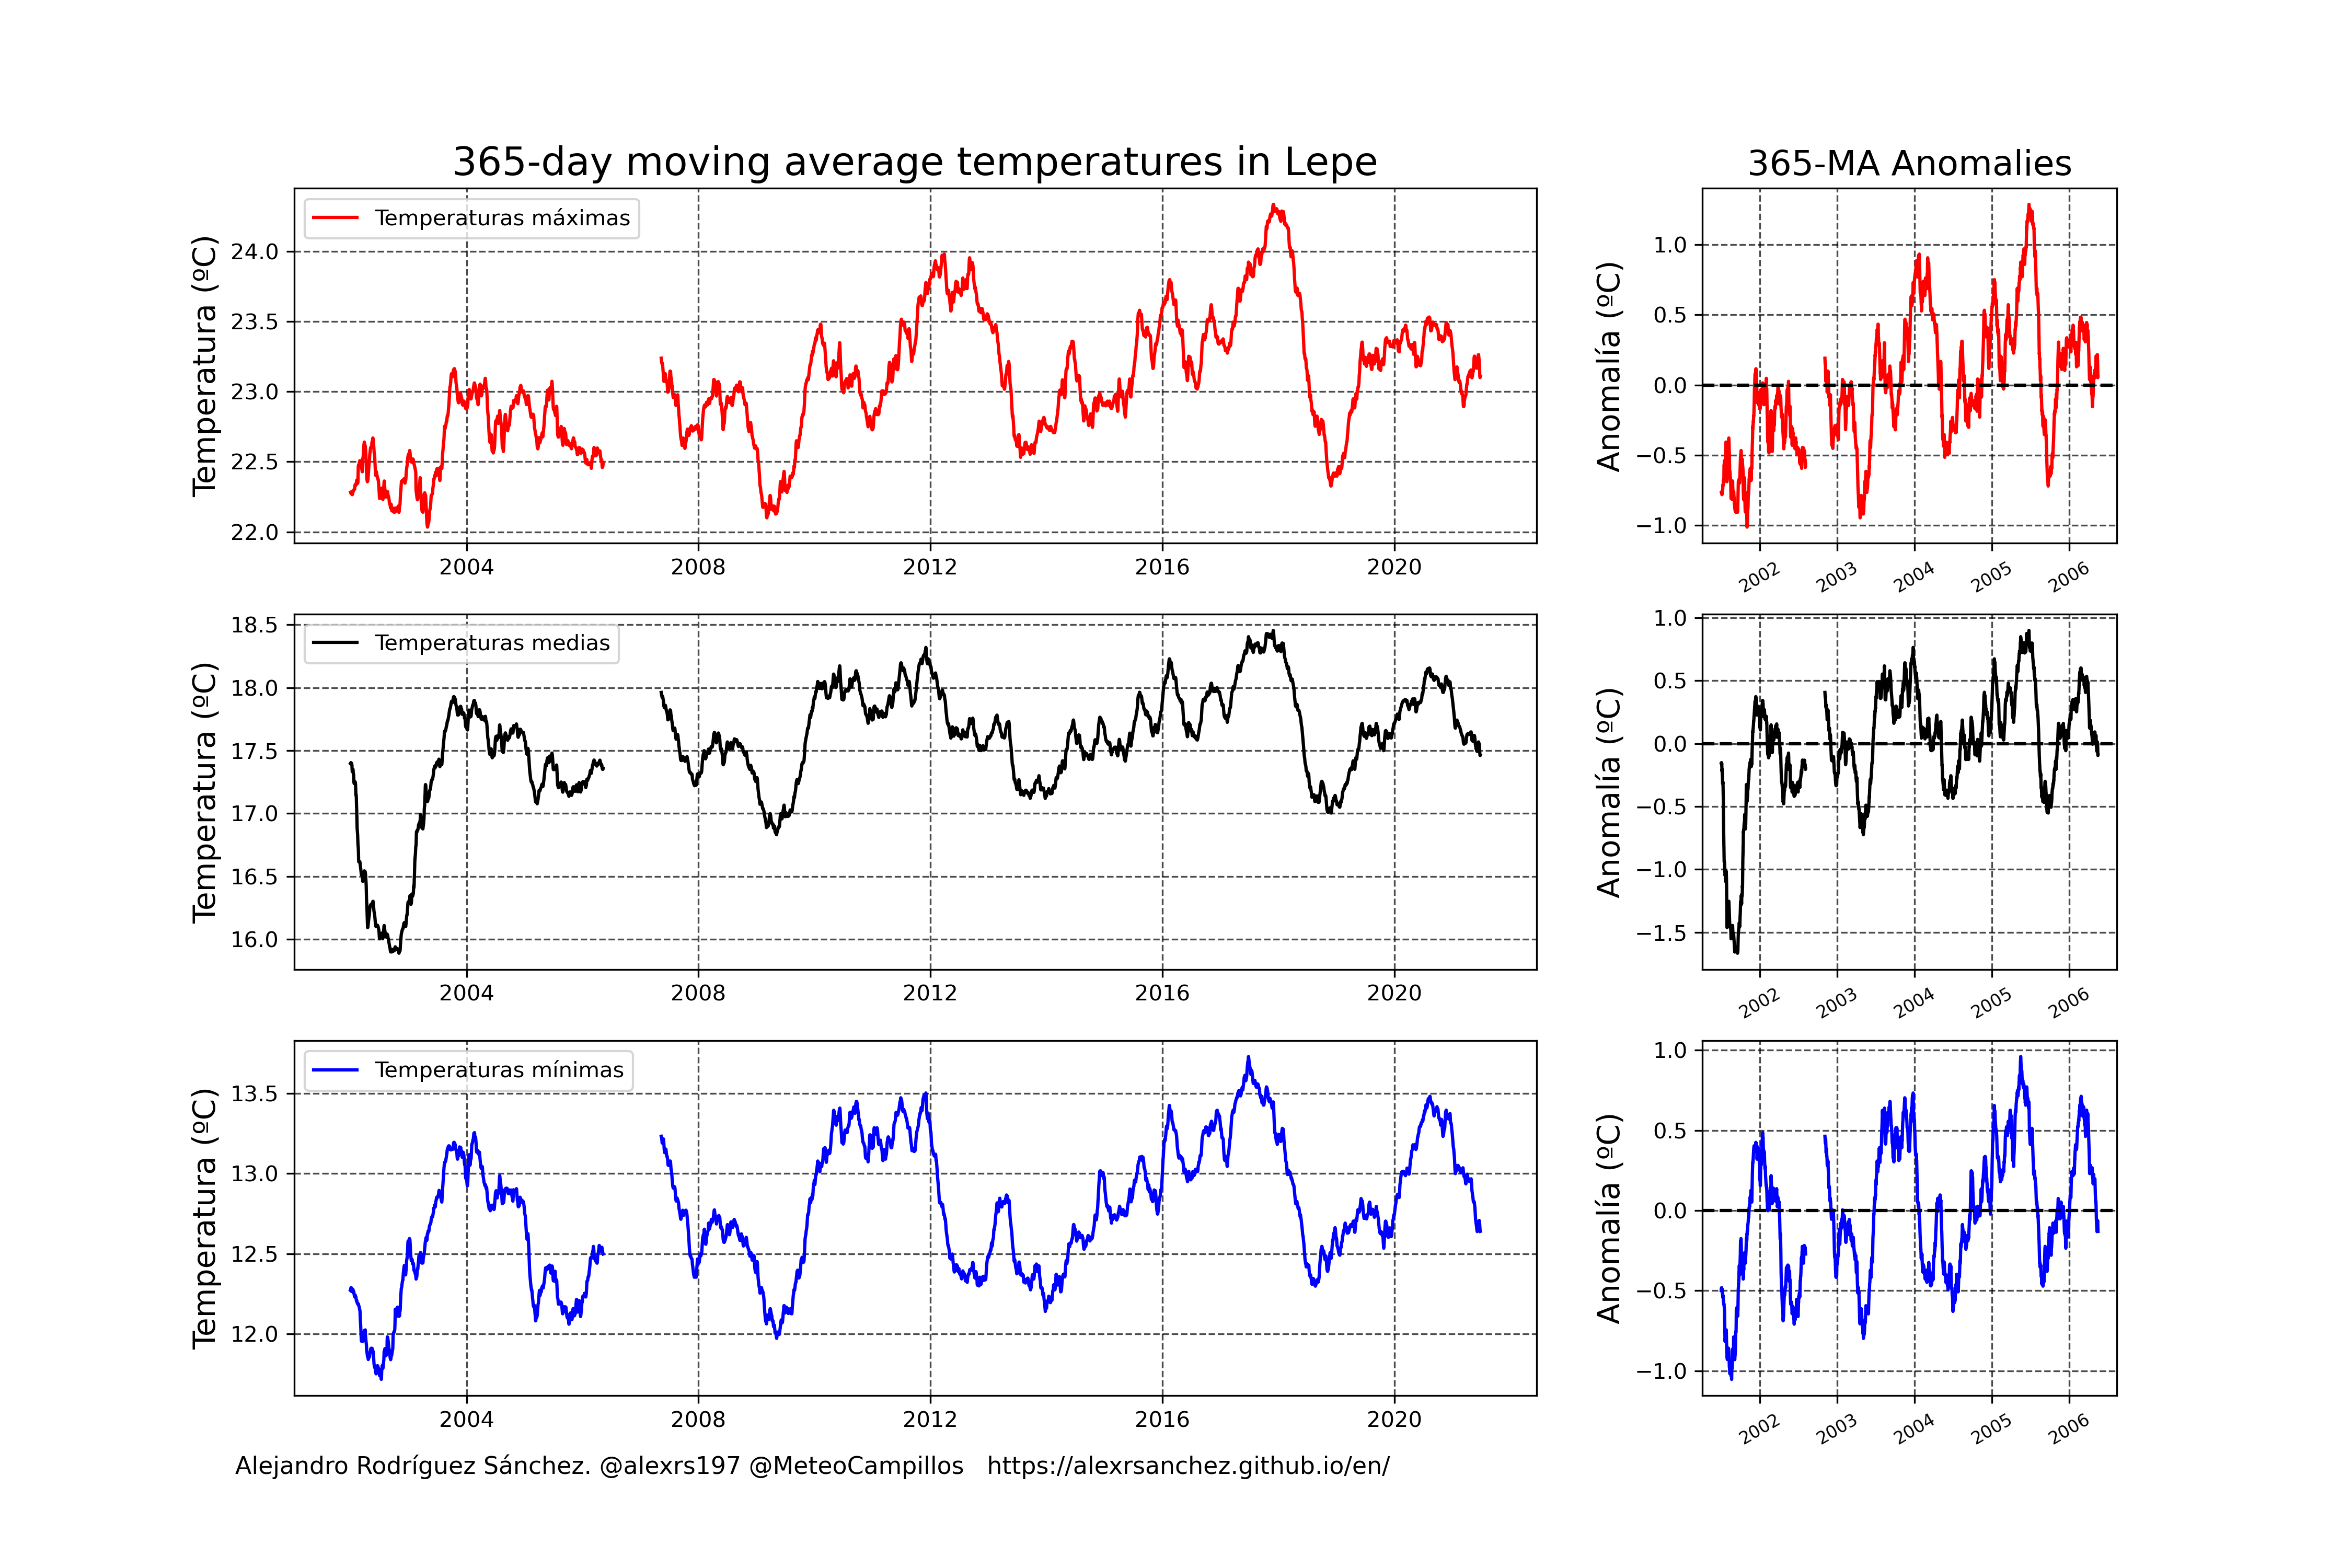 365-day moving average temperatures in Lepe
365-MA Anomalies
Temperatura (ºC)
24.0
23.5
23.0
22.5
22.0
Temperaturas máximas
2004 2008 2012 2016 2020
Anomalía (ºC)
1.0
0.5
0.0
−0.5
−1.0
2002 2003 2004 2005 2006
Temperatura (ºC)
18.5
18.0
17.5
17.0
16.5
16.0
Temperaturas medias
2004 2008 2012 2016 2020
Anomalía (ºC)
1.0
0.5
0.0
−0.5
−1.0
−1.5
2002 2003 2004 2005 2006
Temperatura (ºC)
13.5
13.0
12.5
12.0
Temperaturas mínimas
2004 2008 2012 2016 2020
Anomalía (ºC)
1.0
0.5
0.0
−0.5
−1.0
2002 2003 2004 2005 2006
Alejandro Rodríguez Sánchez. @alexrs197 @MeteoCampillos https://alexrsanchez.github.io/en/